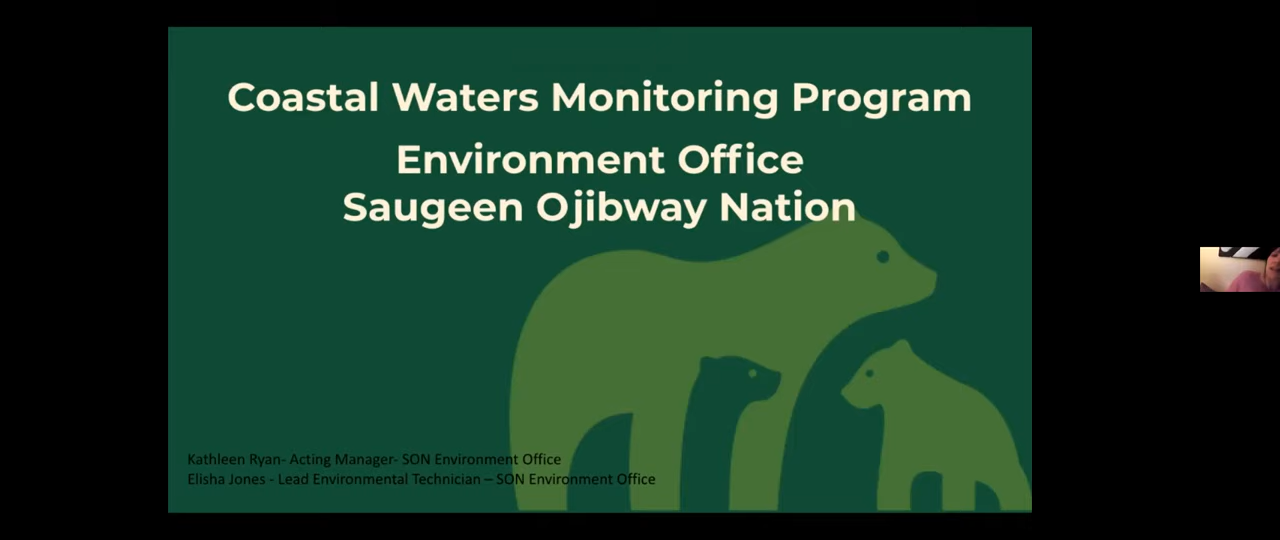 Coastal Waters Monitoring Program
Environment Office
Saugeen Ojibway Nation
Kathleen Ryan- Acting Manager- SON Environment Office
Elisha Jones - Lead Environmental Technician – SON Environment Office